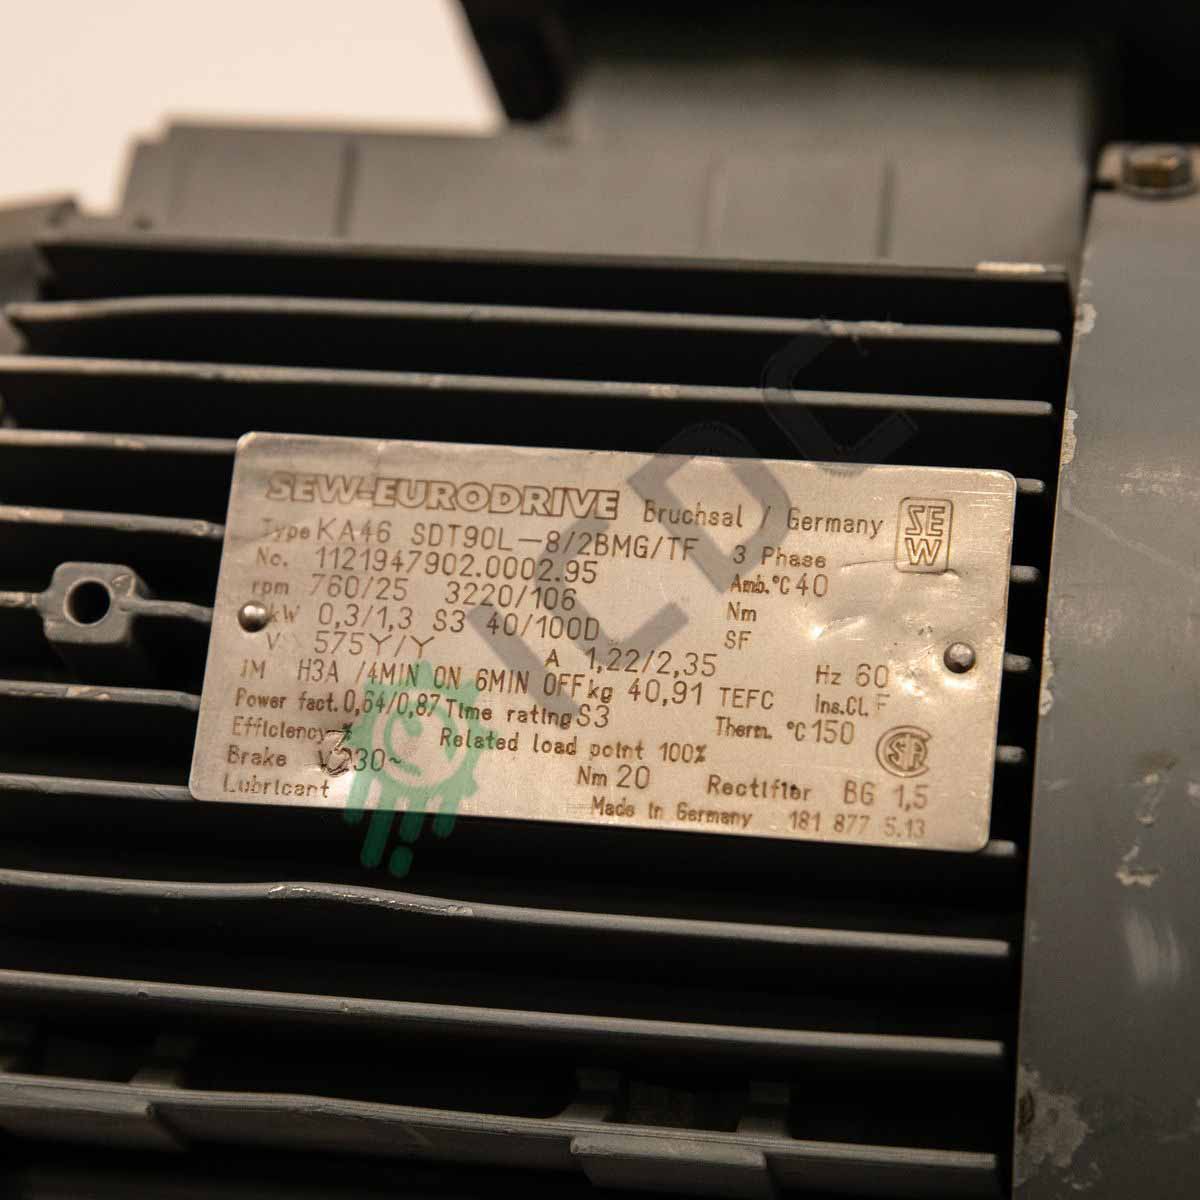 SEW-EURODRIVE Bruchsal / Germany SEW
Type KA46 SDT90L-8/2BMG/TF 3 Phase
No. 1121947902.0002.95 Amb.°C 40
rpm 760/25 3220/106 Nm
kW 0,3/1,3 S3 40/100D SF
V 575Y/Y A 1,22/2,35 Hz 60
IM H3A /4MIN ON 6MIN OFF kg 40,91 TEFC Ins.Cl. F
Power fact. 0,64/0,87 Time rating S3 Therm. °C 150
Efficiency Related load point 100%
Brake Nm 20 Rectifier BG 1,5
Lubricant Made in Germany 181 877 5.13
ICDC